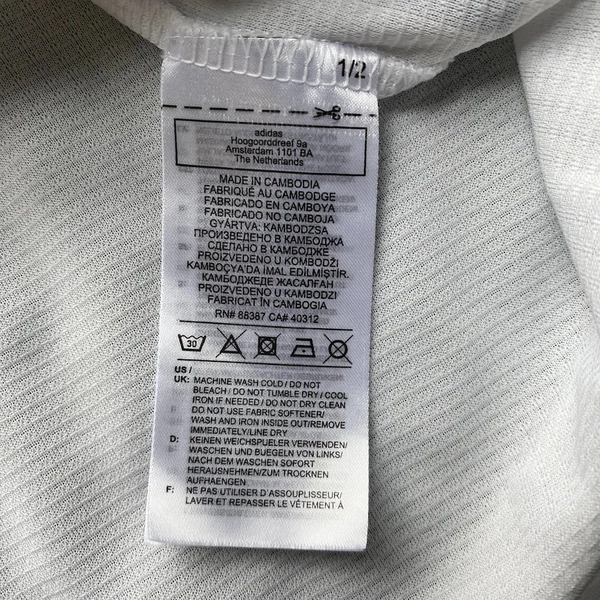 1/2
adidas
Hoogoorddreef 9a
Amsterdam 1101 BA
The Netherlands
MADE IN CAMBODIA
FABRIQUÉ AU CAMBODGE
FABRICADO EN CAMBOYA
FABRICADO NO CAMBOJA
GYÁRTVA: KAMBODZSA
ПРОИЗВЕДЕНО В КАМБОДЖА
СДЕЛАНО В КАМБОДЖЕ
PROIZVEDENO U KOMBODŽI
KAMBOÇYA'DA İMAL EDİLMİŞTİR.
КАМБОДЖЕДЕ ЖАСАЛҒАН
PROIZVEDENO U KAMBODZI
FABRICAT ÎN CAMBOGIA
RN# 88387 CA# 40312
30
US /
UK: MACHINE WASH COLD / DO NOT
BLEACH / DO NOT TUMBLE DRY / COOL
IRON IF NEEDED / DO NOT DRY CLEAN
DO NOT USE FABRIC SOFTENER/
WASH AND IRON INSIDE OUT/REMOVE
IMMEDIATELY/LINE DRY
D: KEINEN WEICHSPUELER VERWENDEN/
WASCHEN UND BUEGELN VON LINKS/
NACH DEM WASCHEN SOFORT
HERAUSNEHMEN/ZUM TROCKNEN
AUFHAENGEN
F: NE PAS UTILISER D'ASSOUPLISSEUR/
LAVER ET REPASSER LE VÊTEMENT À